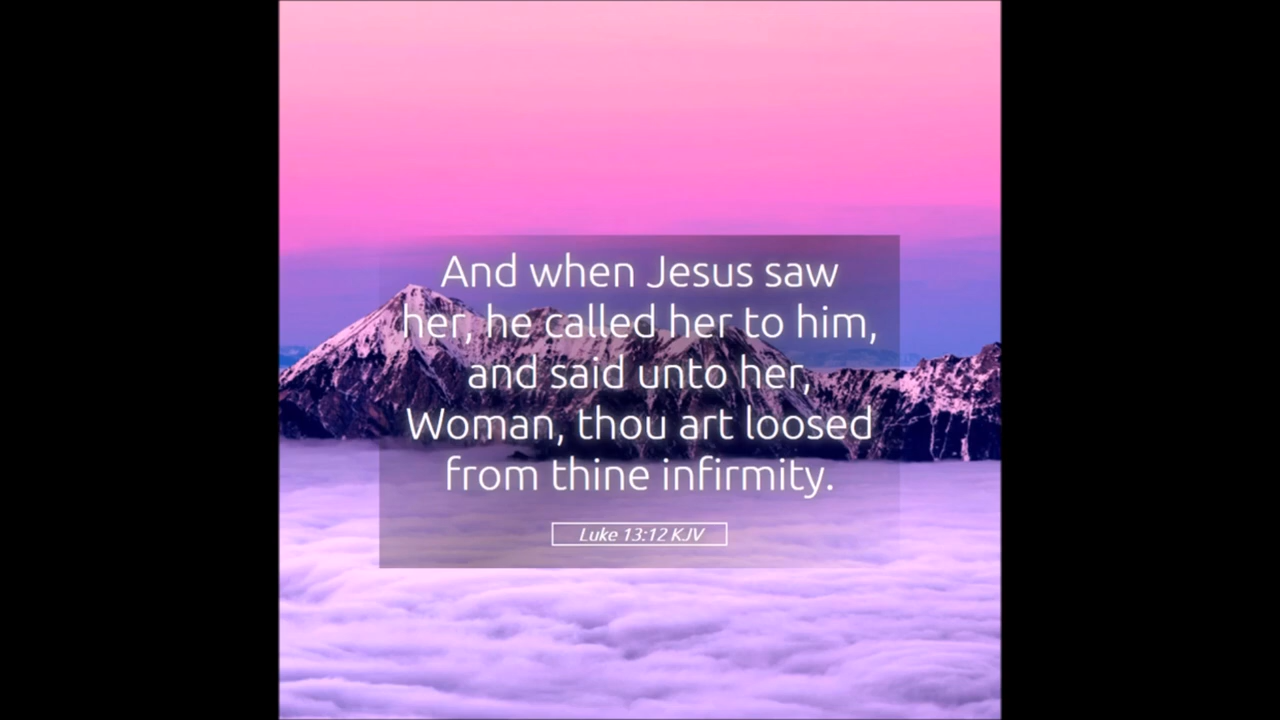 And when Jesus saw
her, he called her to him,
and said unto her,
Woman, thou art loosed
from thine infirmity.
Luke 13:12 KJV